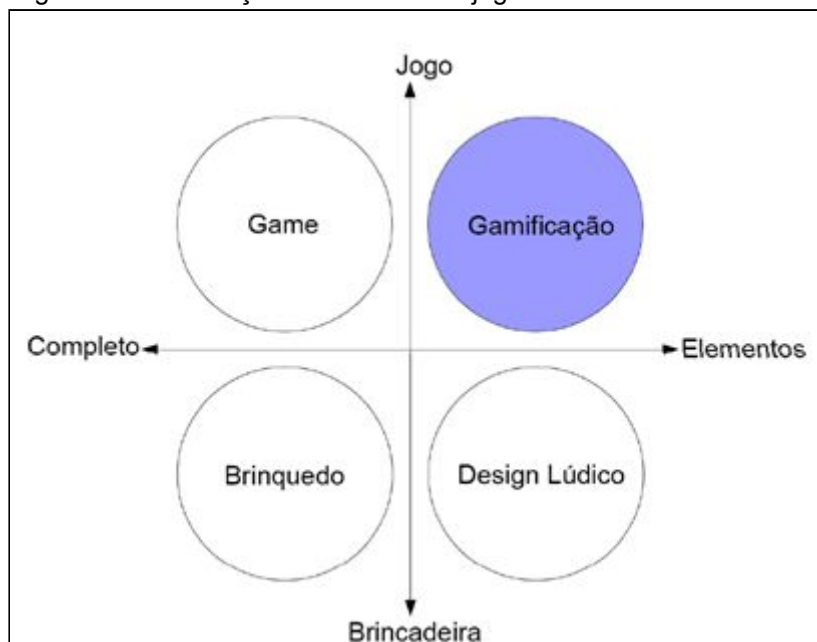 Jogo
Game
Gamificação
Completo
Elementos
Brinquedo
Design Lúdico
Brincadeira